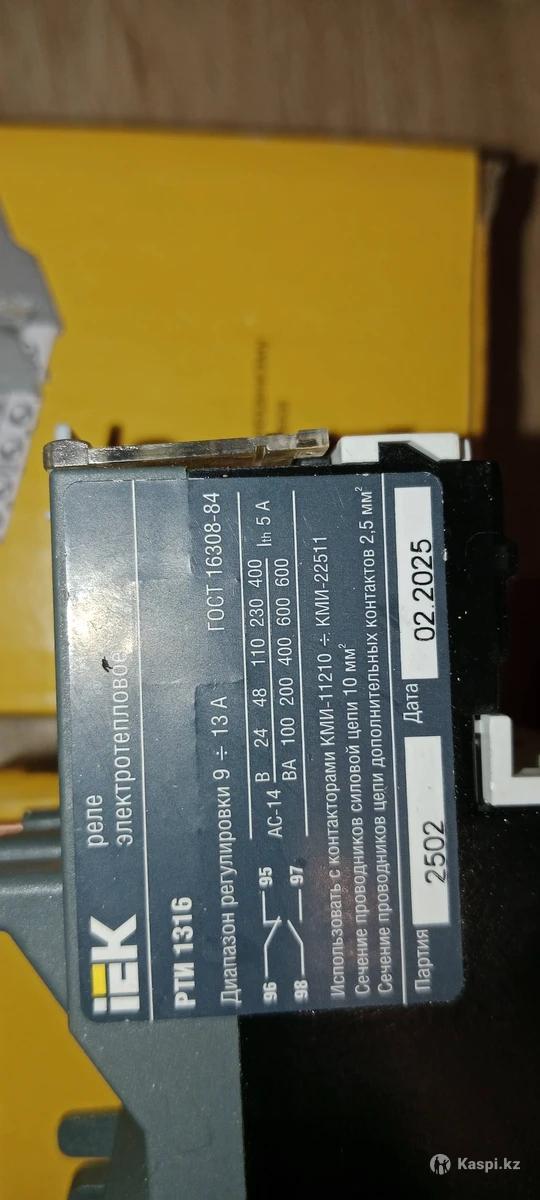 IEK
реле
электротепловое
РТИ 1316
ГОСТ 16308-84
Диапазон регулировки 9 ÷ 13 А
96 95
98 97
АС-14 В 24 48 110 230 400 Ith 5 А
ВА 100 200 400 600 600
Использовать с контакторами КМИ-11210 ÷ КМИ-22511
Сечение проводников силовой цепи 10 мм²
Сечение проводников цепи дополнительных контактов 2,5 мм²
Партия 2502 Дата 02.2025
Kaspi.kz